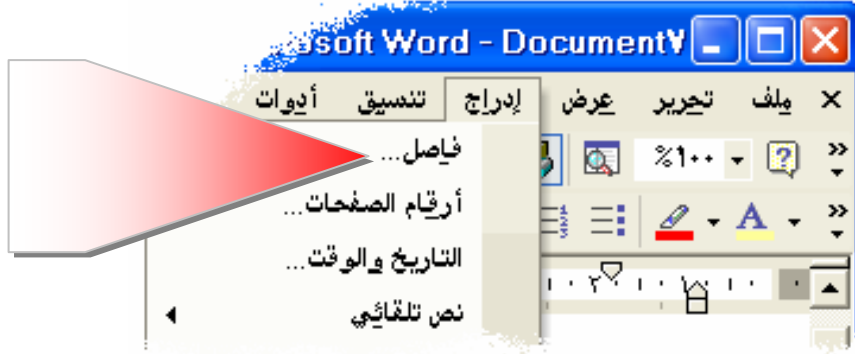 soft Word - Document٧
ملف تحرير عرض إدراج تنسيق أدوات
٪١٠٠
فاصل...
أرقام الصفحات...
التاريخ والوقت...
نص تلقائي